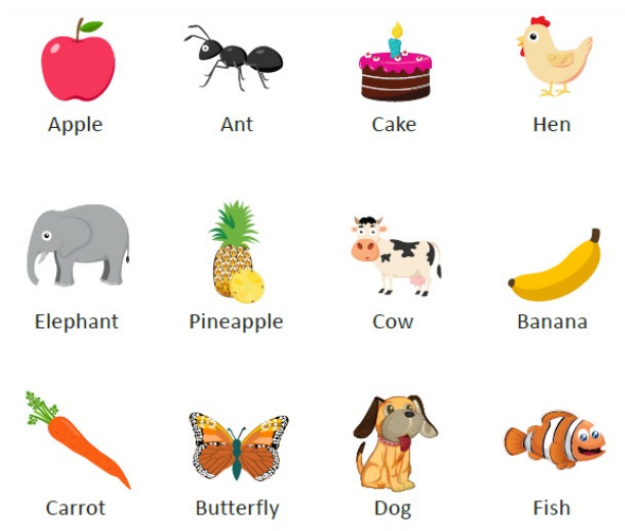 Apple Ant Cake Hen
Elephant Pineapple Cow Banana
Carrot Butterfly Dog Fish